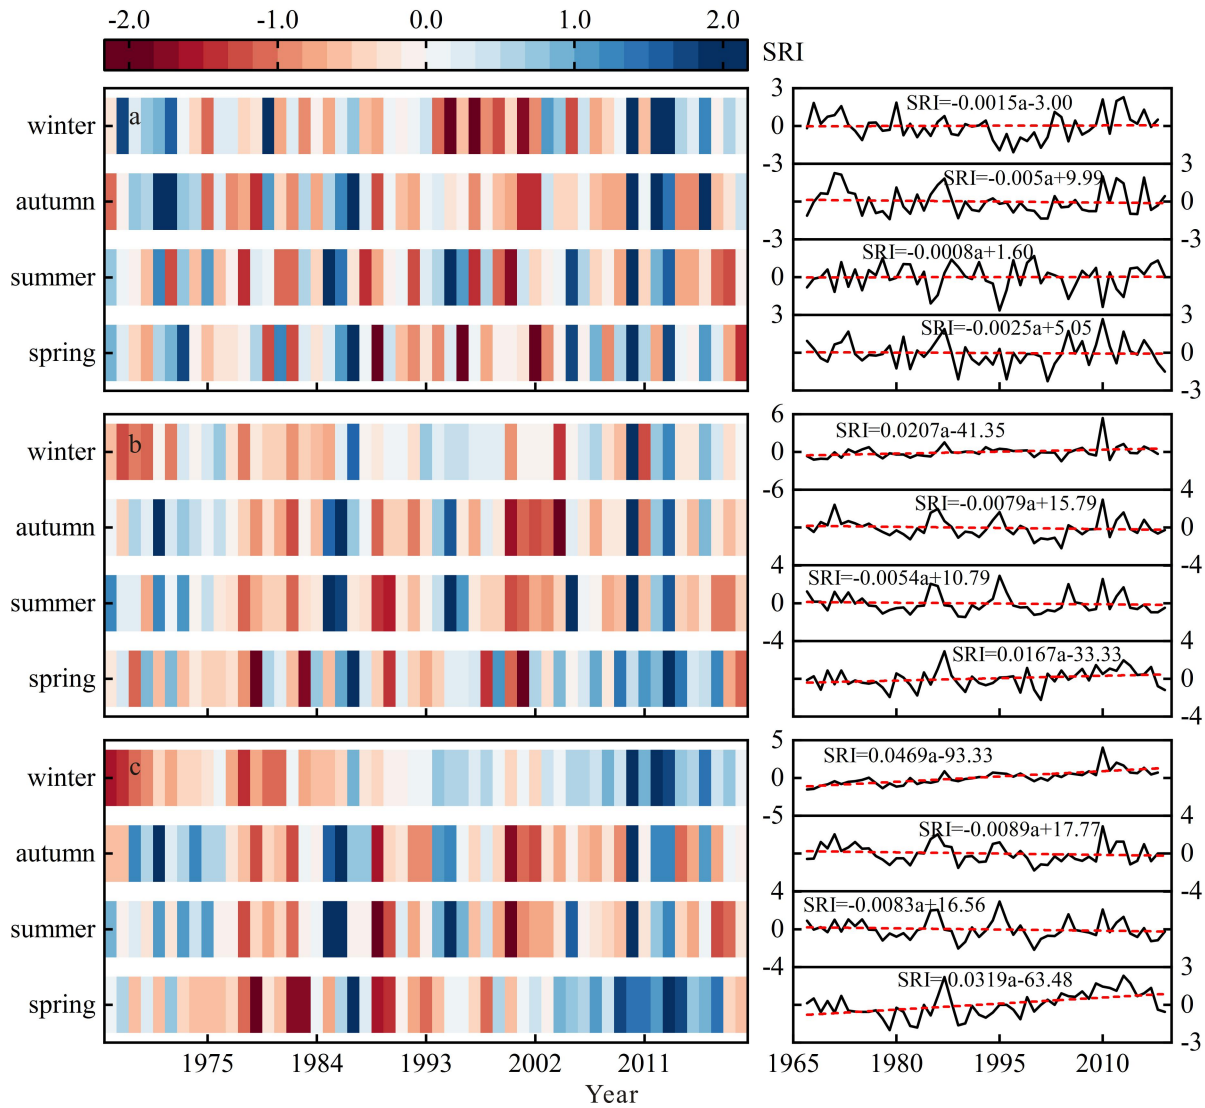 -2.0 -1.0 0.0 1.0 2.0
SRI
a
winter
autumn
summer
spring
3
0
-3
SRI=-0.0015a-3.00
3
0
-3
SRI=-0.005a+9.99
3
0
SRI=-0.0008a+1.60
3
0
-3
SRI=-0.0025a+5.05
b
winter
autumn
summer
spring
6
0
-6
SRI=0.0207a-41.35
4
0
-4
SRI=-0.0079a+15.79
4
0
-4
SRI=-0.0054a+10.79
4
0
-4
SRI=0.0167a-33.33
c
winter
autumn
summer
spring
5
0
-5
SRI=0.0469a-93.33
4
0
-4
SRI=-0.0089a+17.77
4
0
-4
SRI=-0.0083a+16.56
3
0
-3
SRI=0.0319a-63.48
1975 1984 1993 2002 2011
1965 1980 1995 2010
Year